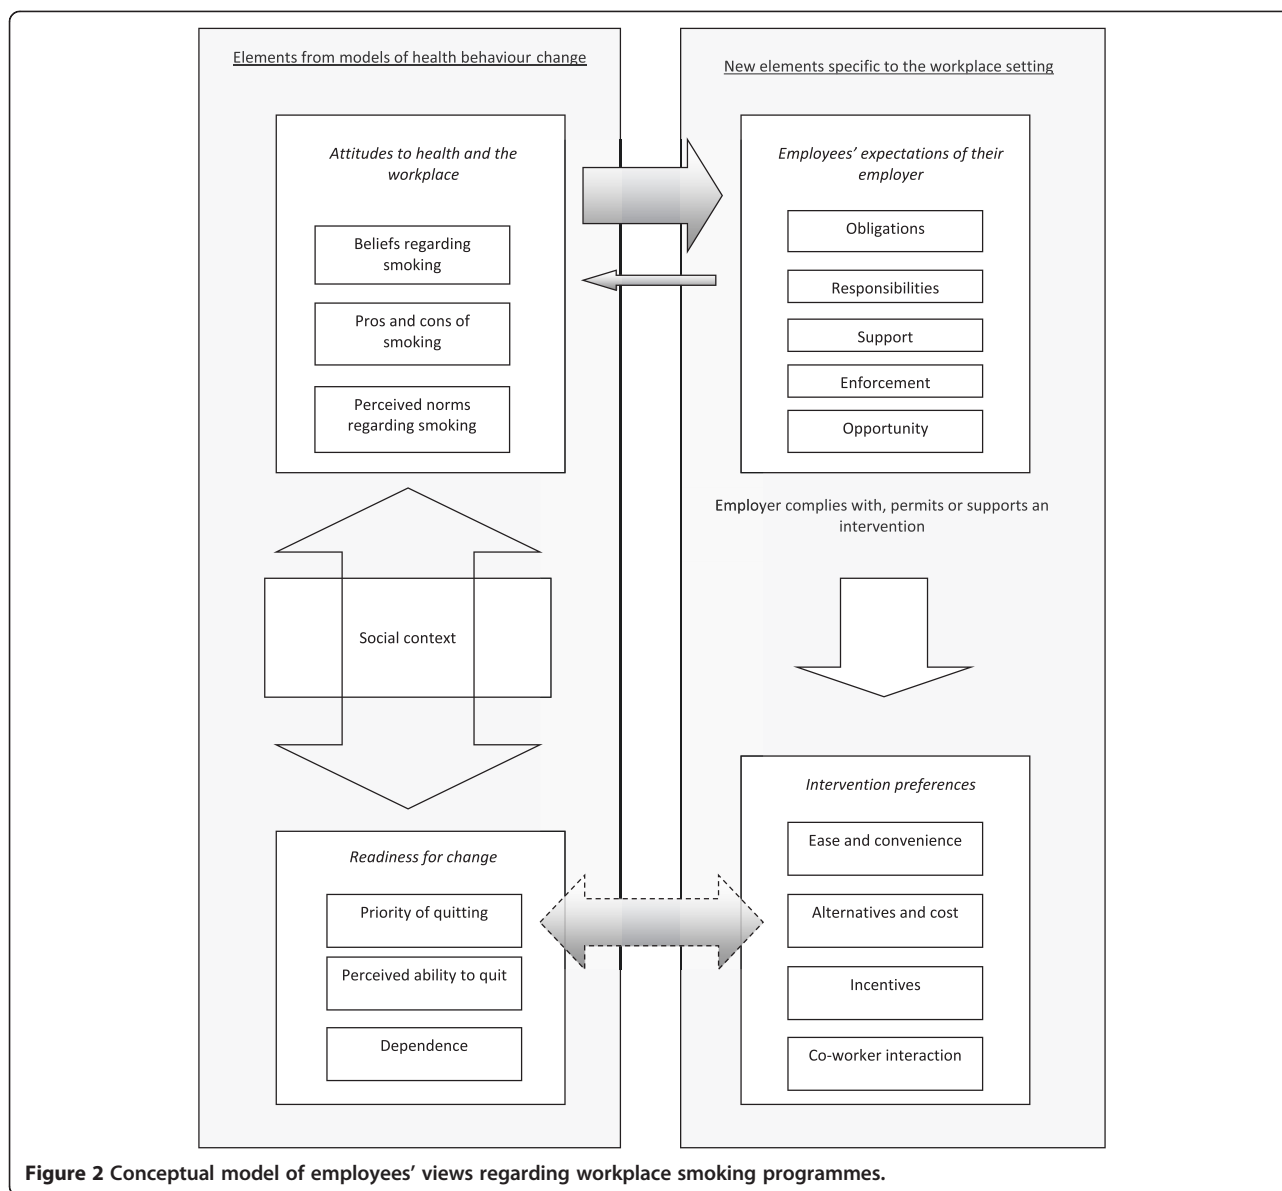 Elements from models of health behaviour change
Attitudes to health and the
workplace
Beliefs regarding
smoking
Pros and cons of
smoking
Perceived norms
regarding smoking
Social context
Readiness for change
Priority of quitting
Perceived ability to quit
Dependence
New elements specific to the workplace setting
Employees’ expectations of their
employer
Obligations
Responsibilities
Support
Enforcement
Opportunity
Employer complies with, permits or supports an
intervention
Intervention preferences
Ease and convenience
Alternatives and cost
Incentives
Co-worker interaction
Figure 2 Conceptual model of employees’ views regarding workplace smoking programmes.